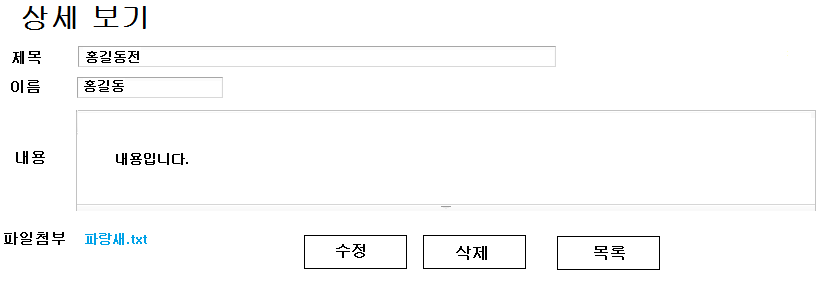 상세 보기
제목 홍길동전
이름 홍길동
내용 내용입니다.
파일첨부 파랑새.txt 수정 삭제 목록